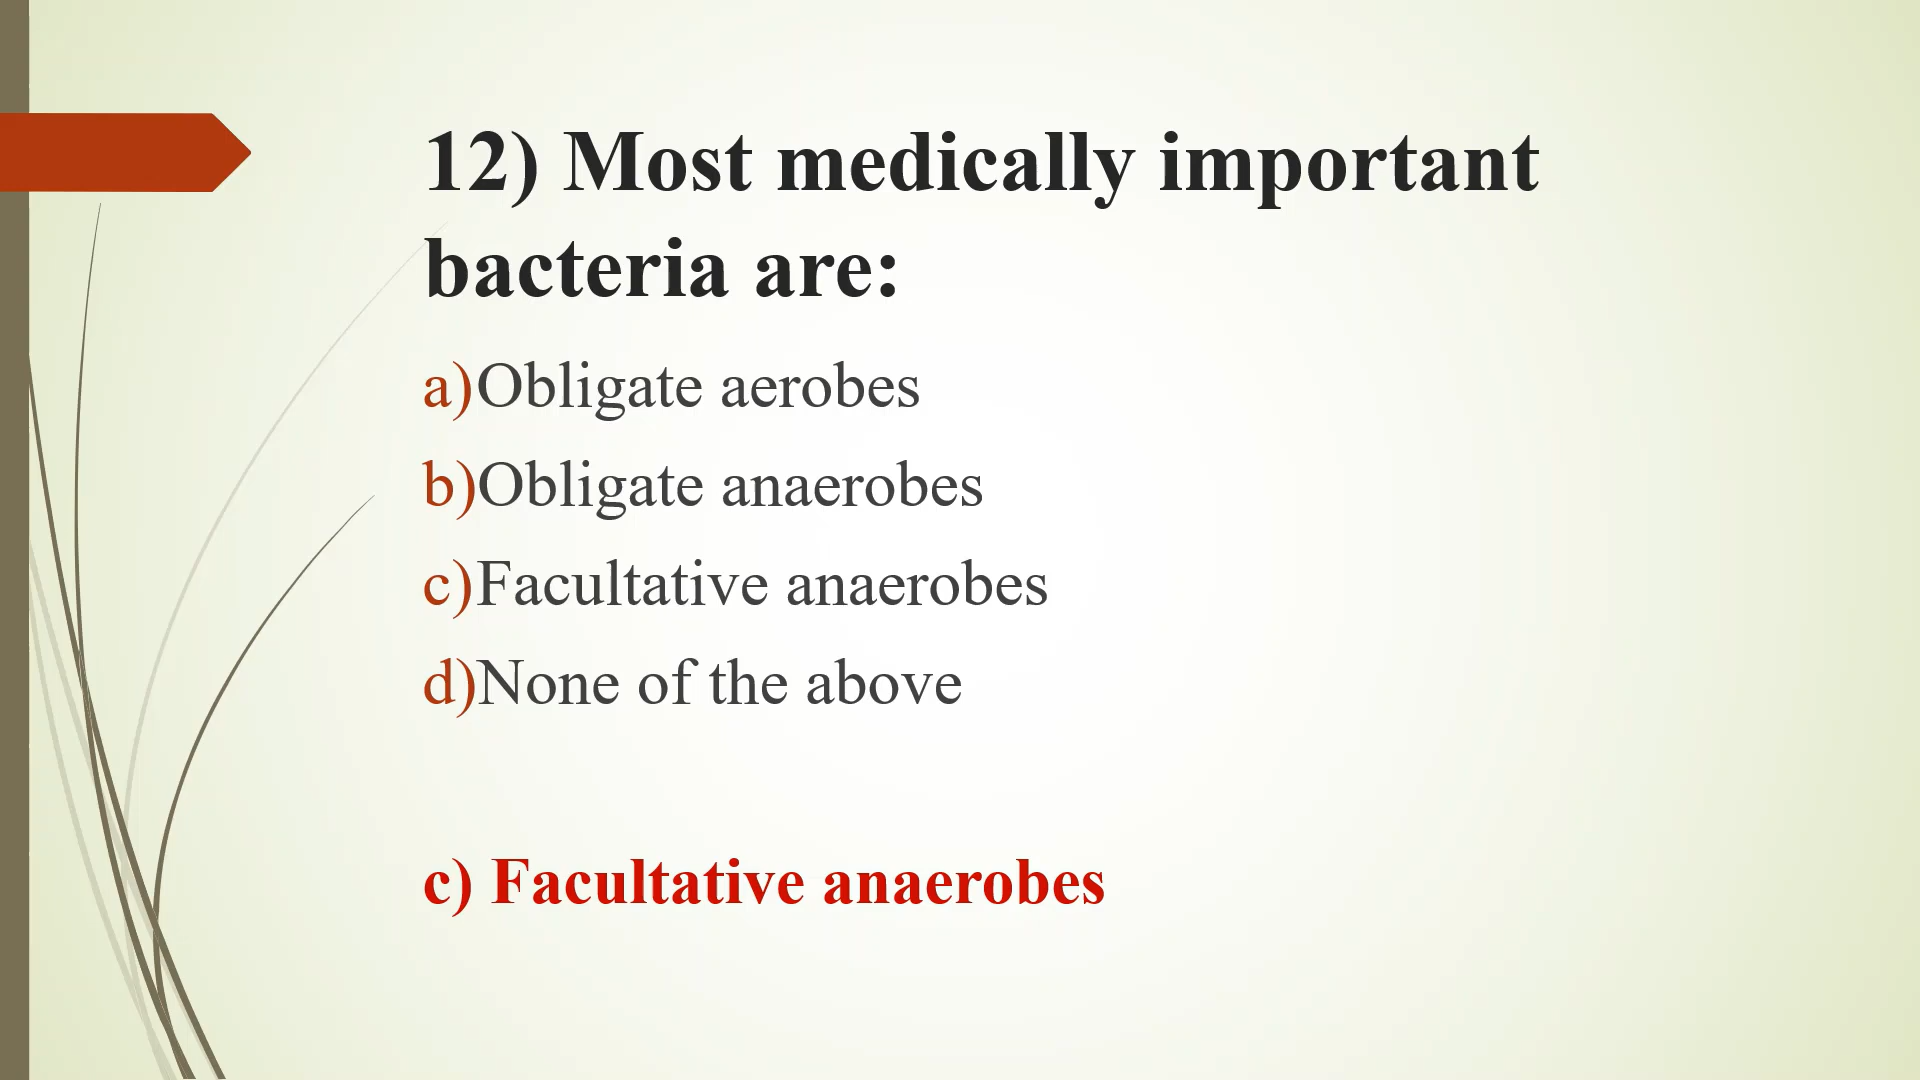 12) Most medically important
bacteria are:
a)Obligate aerobes
b)Obligate anaerobes
c)Facultative anaerobes
d)None of the above
c) Facultative anaerobes